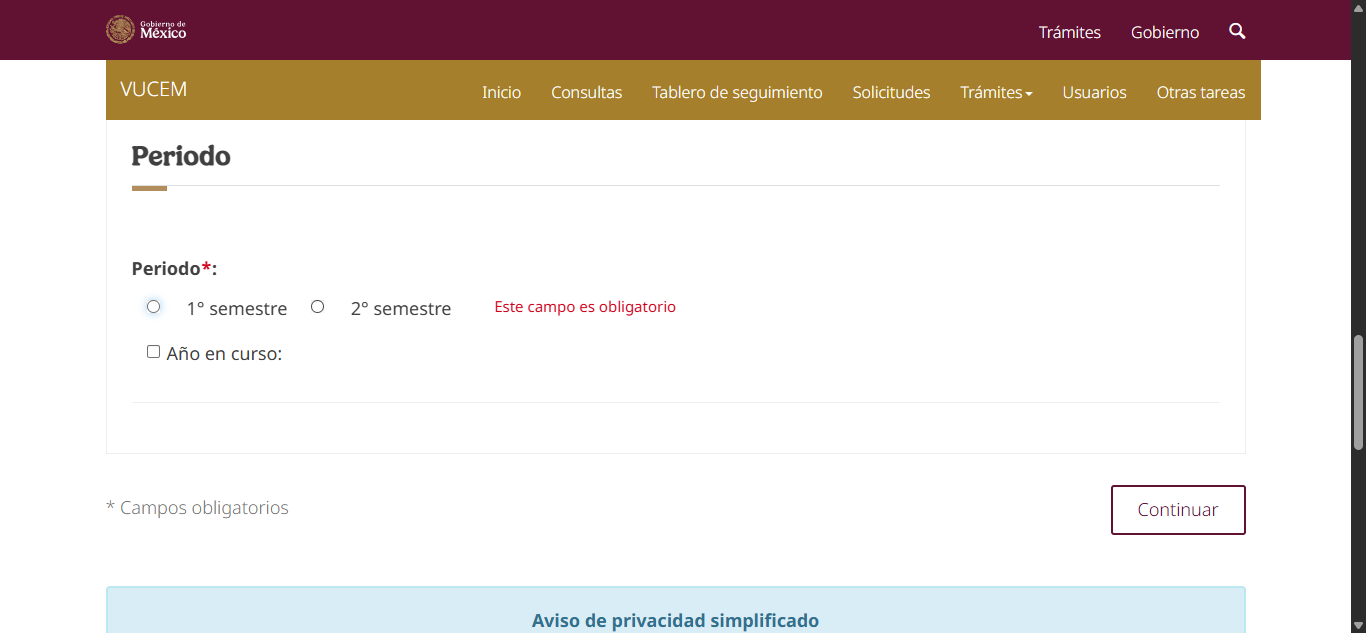 Gobierno de
México
Trámites Gobierno
VUCEM
Inicio Consultas Tablero de seguimiento Solicitudes Trámites Usuarios Otras tareas
Periodo
Periodo*:
1° semestre 2° semestre Este campo es obligatorio
Año en curso:
* Campos obligatorios
Continuar
Aviso de privacidad simplificado